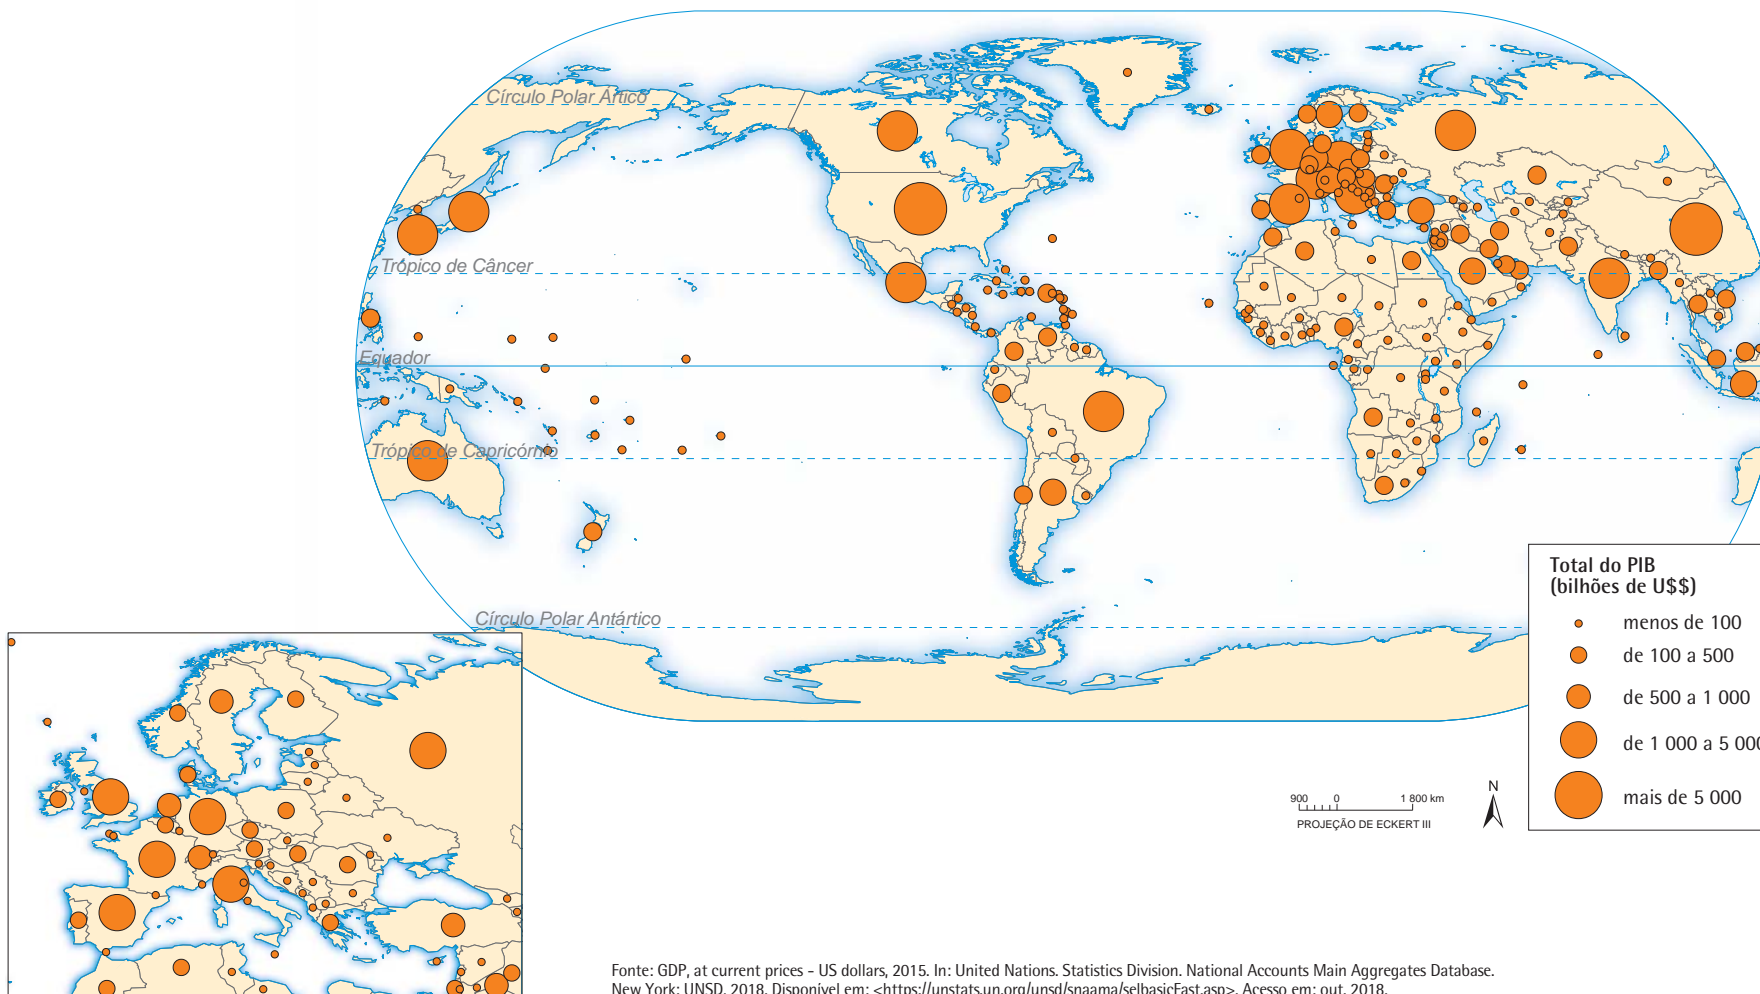 Círculo Polar Ártico
Trópico de Câncer
Equador
Trópico de Capricórnio
Círculo Polar Antártico
Total do PIB
(bilhões de U$$)
menos de 100
de 100 a 500
de 500 a 1 000
de 1 000 a 5 000
mais de 5 000
900 0 1 800 km
PROJEÇÃO DE ECKERT III
N
Fonte: GDP, at current prices - US dollars, 2015. In: United Nations. Statistics Division. National Accounts Main Aggregates Database.
New York: UNSD, 2018. Disponível em: <https://unstats.un.org/unsd/snaama/selbasicFast.asp>. Acesso em: out. 2018.